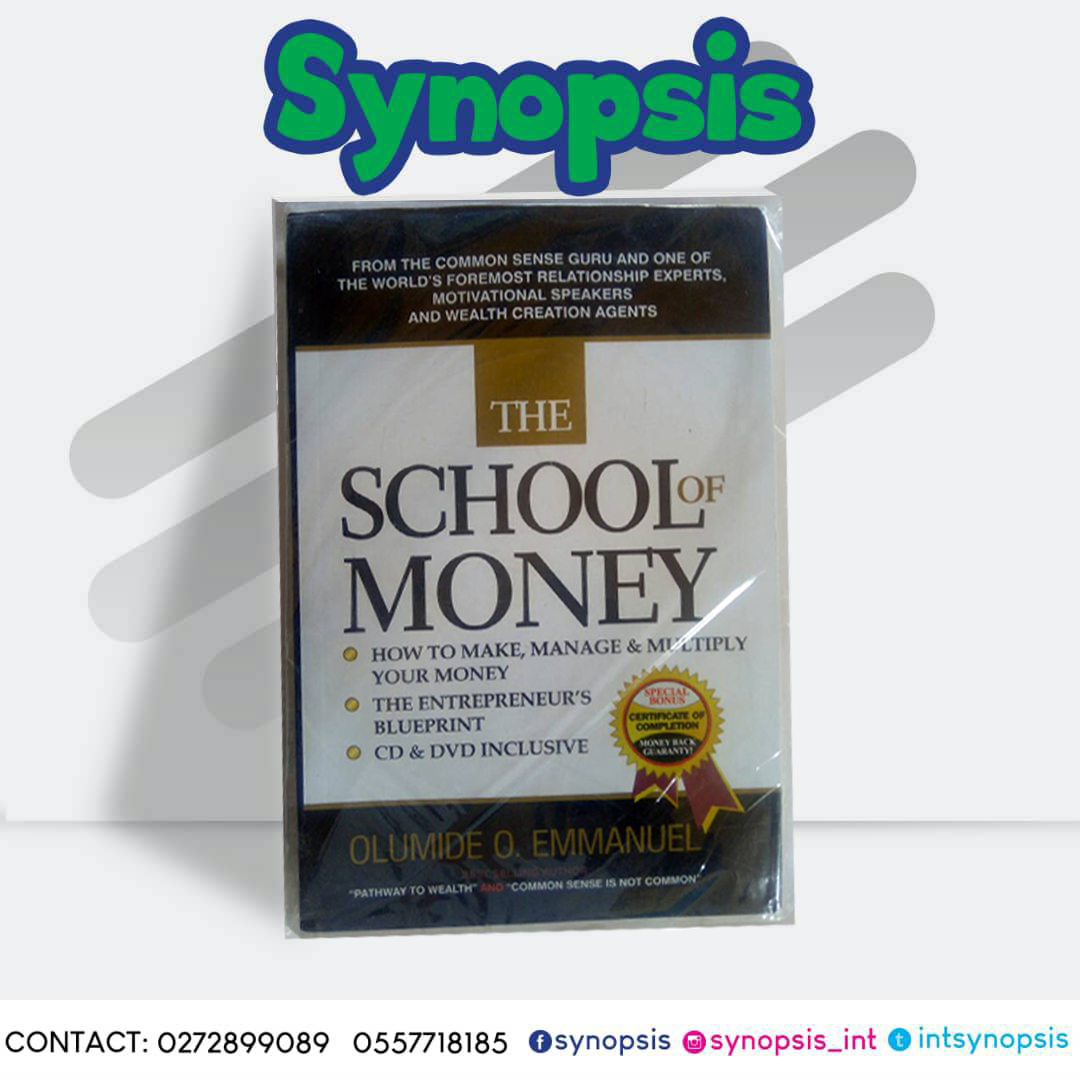 Synopsis
FROM THE COMMON SENSE GURU AND ONE OF
THE WORLD'S FOREMOST RELATIONSHIP EXPERTS,
MOTIVATIONAL SPEAKERS
AND WEALTH CREATION AGENTS
THE
SCHOOL OF
MONEY
HOW TO MAKE, MANAGE & MULTIPLY
YOUR MONEY
THE ENTREPRENEUR'S
BLUEPRINT
CD & DVD INCLUSIVE
SPECIAL
BONUS
CERTIFICATE OF
COMPLETION
MONEY BACK
GUARANTY!
OLUMIDE O. EMMANUEL
BEST SELLING AUTHOR
"PATHWAY TO WEALTH" AND "COMMON SENSE IS NOT COMMON"
CONTACT: 0272899089 0557718185 synopsis synopsis_int intsynopsis